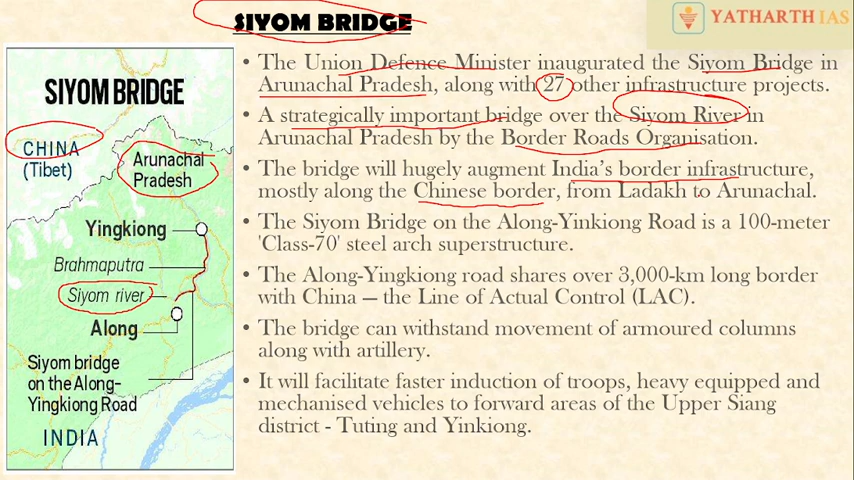 SIYOM BRIDGE
YATHARTH IAS
SIYOM BRIDGE
CHINA
(Tibet)
Arunachal
Pradesh
Yingkiong
Brahmaputra
Siyom river
Along
Siyom bridge
on the Along-
Yingkiong Road
INDIA
• The Union Defence Minister inaugurated the Siyom Bridge in
Arunachal Pradesh, along with 27 other infrastructure projects.
• A strategically important bridge over the Siyom River in
Arunachal Pradesh by the Border Roads Organisation.
• The bridge will hugely augment India's border infrastructure,
mostly along the Chinese border, from Ladakh to Arunachal.
• The Siyom Bridge on the Along-Yinkiong Road is a 100-meter
'Class-70' steel arch superstructure.
• The Along-Yingkiong road shares over 3,000-km long border
with China — the Line of Actual Control (LAC).
• The bridge can withstand movement of armoured columns
along with artillery.
• It will facilitate faster induction of troops, heavy equipped and
mechanised vehicles to forward areas of the Upper Siang
district - Tuting and Yinkiong.